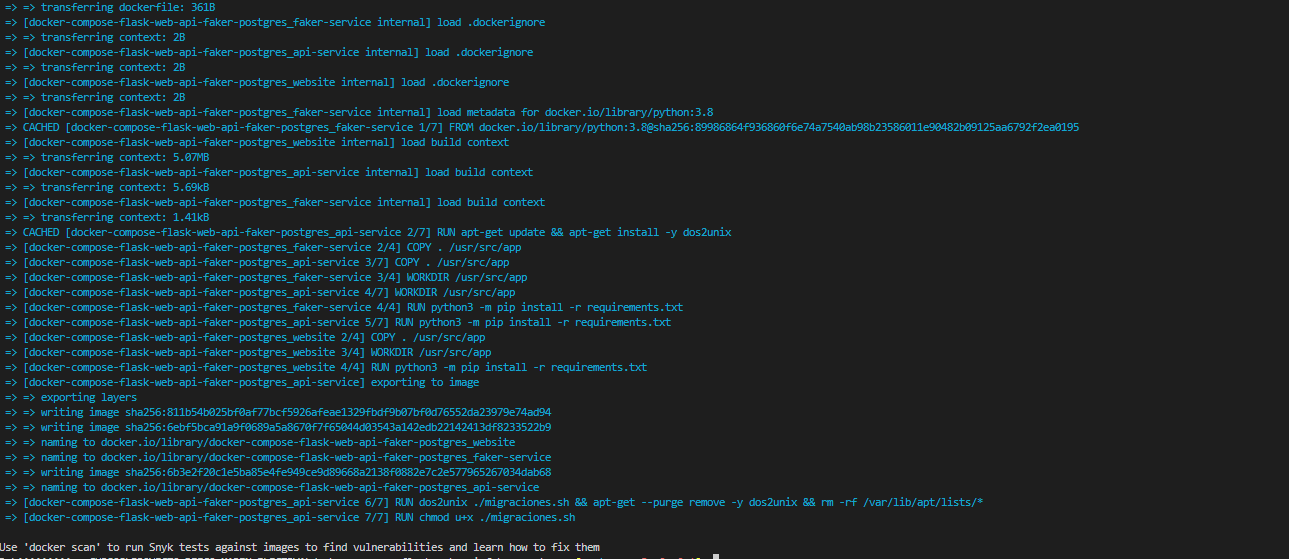 => => transferring dockerfile: 361B
=> [docker-compose-flask-web-api-faker-postgres_faker-service internal] load .dockerignore
=> => transferring context: 2B
=> [docker-compose-flask-web-api-faker-postgres_api-service internal] load .dockerignore
=> => transferring context: 2B
=> [docker-compose-flask-web-api-faker-postgres_website internal] load .dockerignore
=> => transferring context: 2B
=> [docker-compose-flask-web-api-faker-postgres_faker-service internal] load metadata for docker.io/library/python:3.8
=> CACHED [docker-compose-flask-web-api-faker-postgres_faker-service 1/7] FROM docker.io/library/python:3.8@sha256:89986864f936860f6e74a7540ab98b23586011e90482b09125aa6792f2ea0195
=> [docker-compose-flask-web-api-faker-postgres_website internal] load build context
=> => transferring context: 5.07MB
=> [docker-compose-flask-web-api-faker-postgres_api-service internal] load build context
=> => transferring context: 5.69kB
=> [docker-compose-flask-web-api-faker-postgres_faker-service internal] load build context
=> => transferring context: 1.41kB
=> CACHED [docker-compose-flask-web-api-faker-postgres_api-service 2/7] RUN apt-get update && apt-get install -y dos2unix
=> [docker-compose-flask-web-api-faker-postgres_faker-service 2/4] COPY . /usr/src/app
=> [docker-compose-flask-web-api-faker-postgres_api-service 3/7] COPY . /usr/src/app
=> [docker-compose-flask-web-api-faker-postgres_faker-service 3/4] WORKDIR /usr/src/app
=> [docker-compose-flask-web-api-faker-postgres_api-service 4/7] WORKDIR /usr/src/app
=> [docker-compose-flask-web-api-faker-postgres_faker-service 4/4] RUN python3 -m pip install -r requirements.txt
=> [docker-compose-flask-web-api-faker-postgres_api-service 5/7] RUN python3 -m pip install -r requirements.txt
=> [docker-compose-flask-web-api-faker-postgres_website 2/4] COPY . /usr/src/app
=> [docker-compose-flask-web-api-faker-postgres_website 3/4] WORKDIR /usr/src/app
=> [docker-compose-flask-web-api-faker-postgres_website 4/4] RUN python3 -m pip install -r requirements.txt
=> [docker-compose-flask-web-api-faker-postgres_api-service] exporting to image
=> => exporting layers
=> => writing image sha256:811b54b025bf0af77bcf5926afeae1329fbdf9b07bf0d76552da23979e74ad94
=> => writing image sha256:6ebf5bca91a9f0689a5a8670f7f65044d03543a142edb22142413df8233522b9
=> => naming to docker.io/library/docker-compose-flask-web-api-faker-postgres_website
=> => naming to docker.io/library/docker-compose-flask-web-api-faker-postgres_faker-service
=> => writing image sha256:6b3e2f20c1e5ba85e4fe949ce9d89668a2138f0882e7c2e577965267034dab68
=> => naming to docker.io/library/docker-compose-flask-web-api-faker-postgres_api-service
=> [docker-compose-flask-web-api-faker-postgres_api-service 6/7] RUN dos2unix ./migraciones.sh && apt-get --purge remove -y dos2unix && rm -rf /var/lib/apt/lists/*
=> [docker-compose-flask-web-api-faker-postgres_api-service 7/7] RUN chmod u+x ./migraciones.sh
Use 'docker scan' to run Snyk tests against images to find vulnerabilities and learn how to fix them